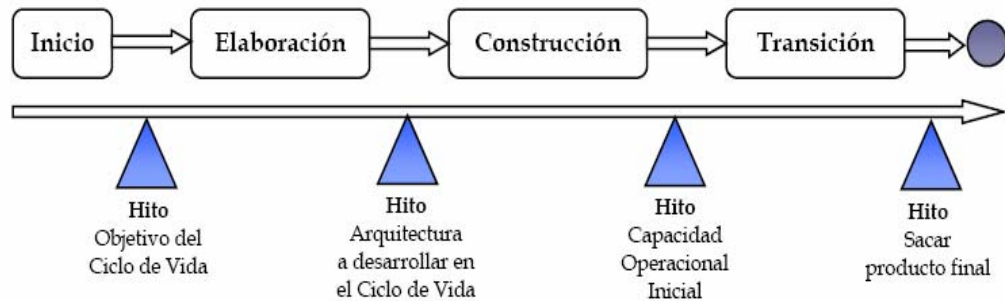 Inicio
Elaboración
Construcción
Transición
Hito
Objetivo del
Ciclo de Vida
Hito
Arquitectura
a desarrollar en
el Ciclo de Vida
Hito
Capacidad
Operacional
Inicial
Hito
Sacar
producto final